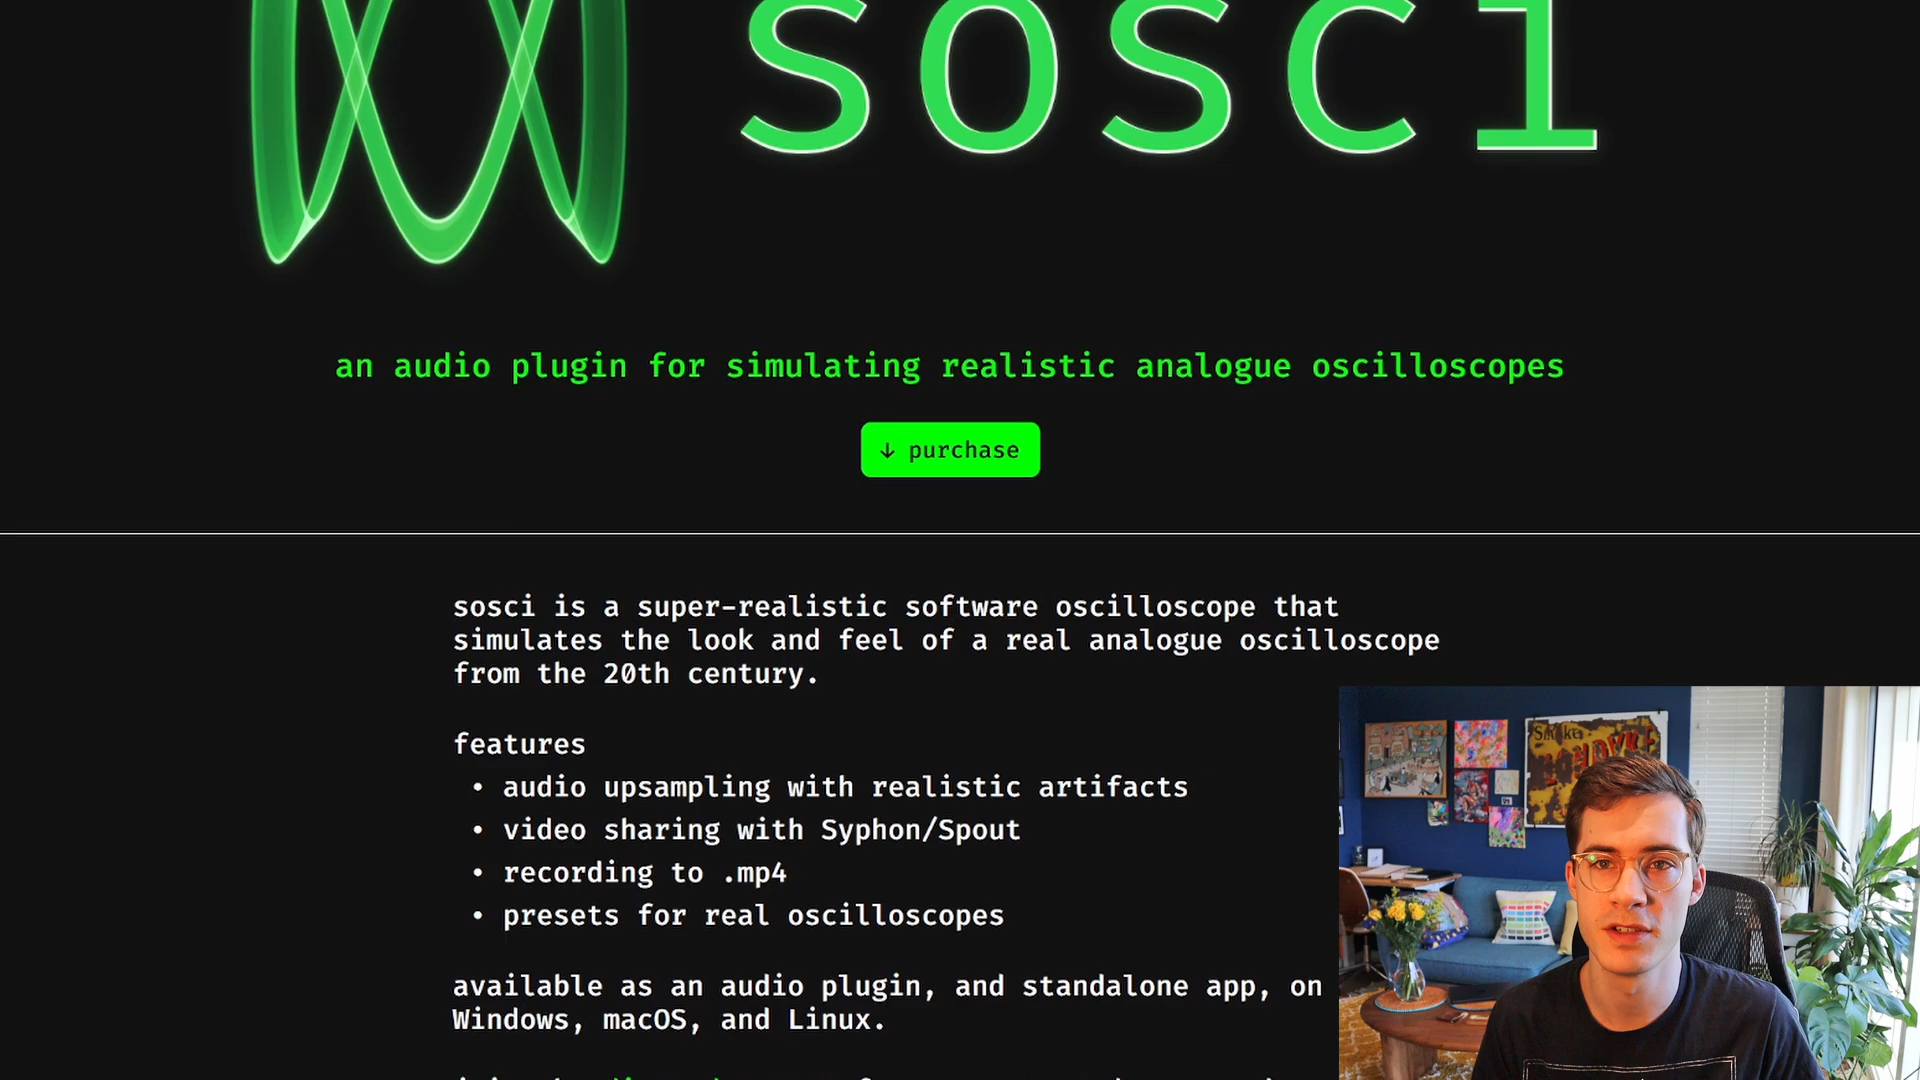 sosci
an audio plugin for simulating realistic analogue oscilloscopes
↓ purchase
sosci is a super-realistic software oscilloscope that
simulates the look and feel of a real analogue oscilloscope
from the 20th century.
features
• audio upsampling with realistic artifacts
• video sharing with Syphon/Spout
• recording to .mp4
• presets for real oscilloscopes
available as an audio plugin, and standalone app, on
Windows, macOS, and Linux.
Smoke